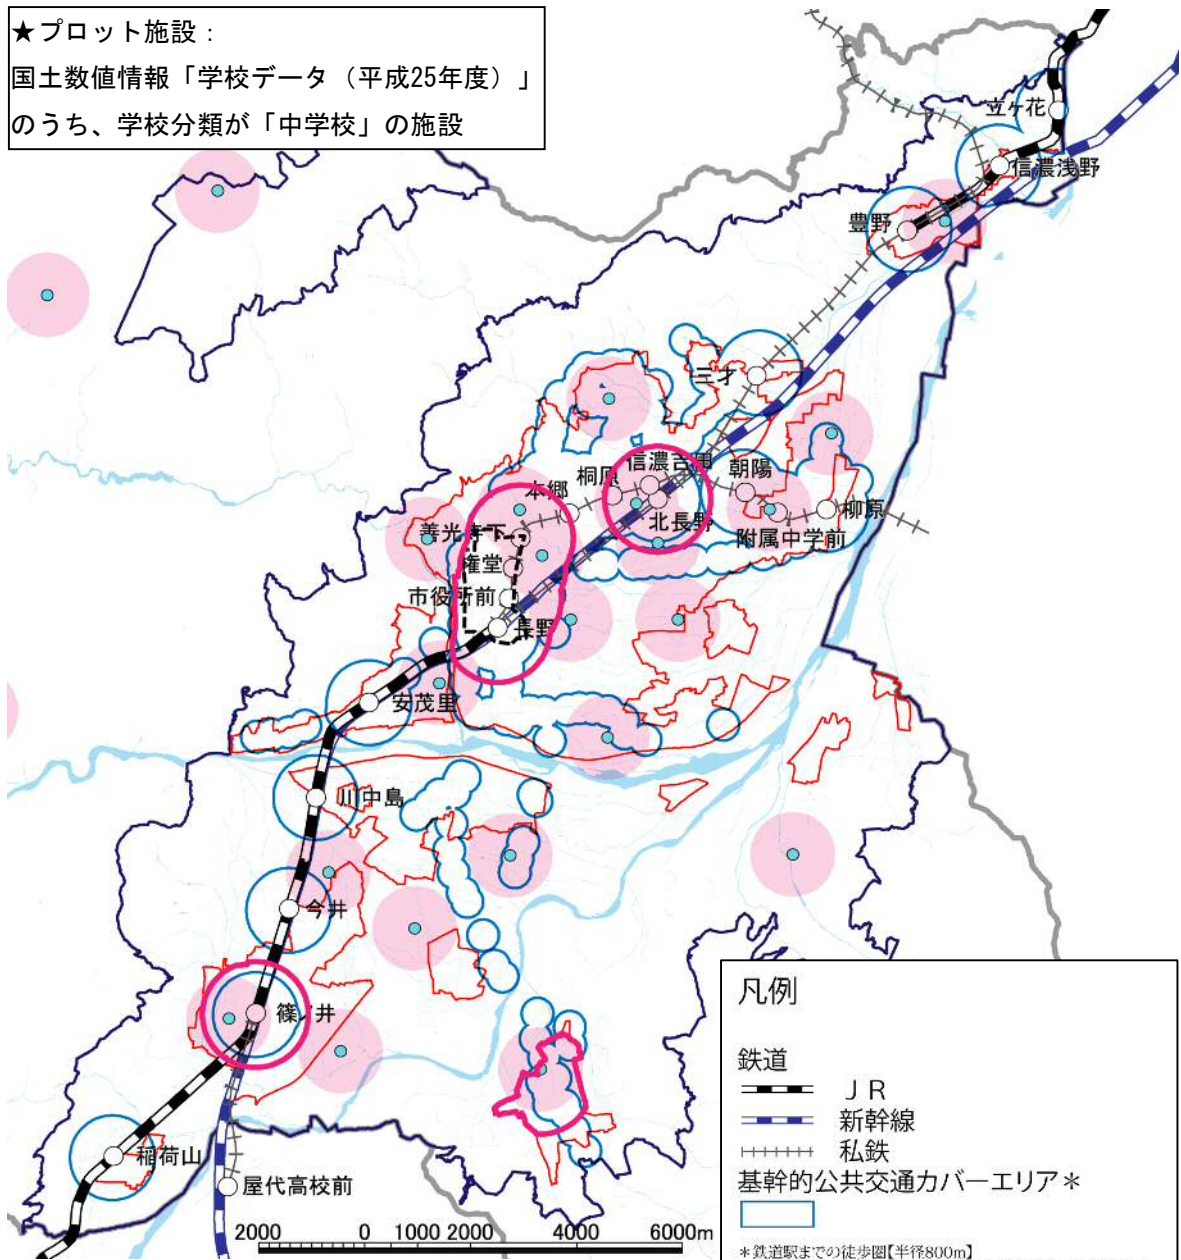 ★プロット施設：
国土数値情報「学校データ（平成25年度）」
のうち、学校分類が「中学校」の施設
立ヶ花
信濃浅野
豊野
三才
信濃吉田
朝陽
桐原
本郷
北長野
柳原
附属中学前
善光寺下
権堂
市役所前
長野
安茂里
川中島
今井
篠ノ井
稲荷山
屋代高校前
凡例
鉄道
ＪＲ
新幹線
私鉄
基幹的公共交通カバーエリア＊
＊鉄道駅までの徒歩圏【半径800m】
2000 0 1000 2000 4000 6000m